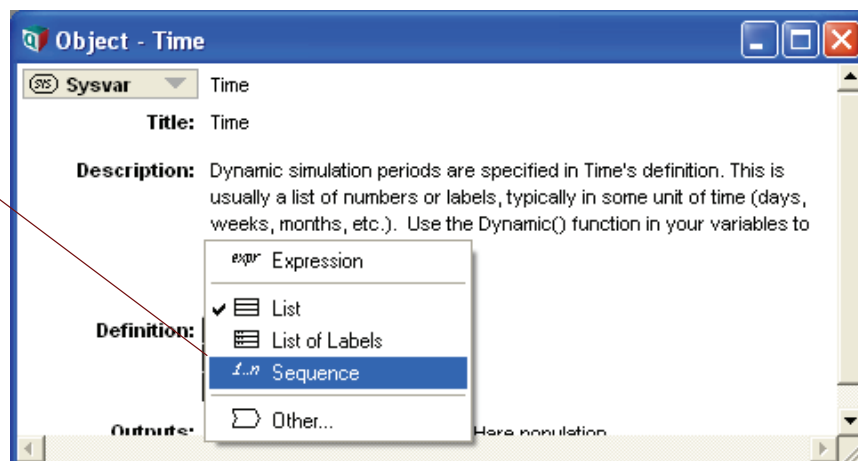 Object - Time
SYS Sysvar Time
Title: Time
Description: Dynamic simulation periods are specified in Time's definition. This is
usually a list of numbers or labels, typically in some unit of time (days,
weeks, months, etc.). Use the Dynamic() function in your variables to
expr Expression
List
Definition:
List of Labels
1..n Sequence
Other...
Outputs: Hare population